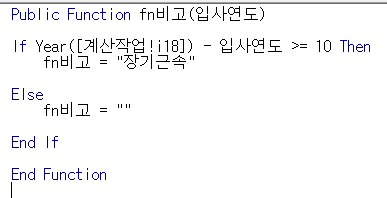 Public Function fn비고(입사연도)
If Year([계산작업!i18]) - 입사연도 >= 10 Then
fn비고 = "장기근속"
Else
fn비고 = ""
End If
End Function